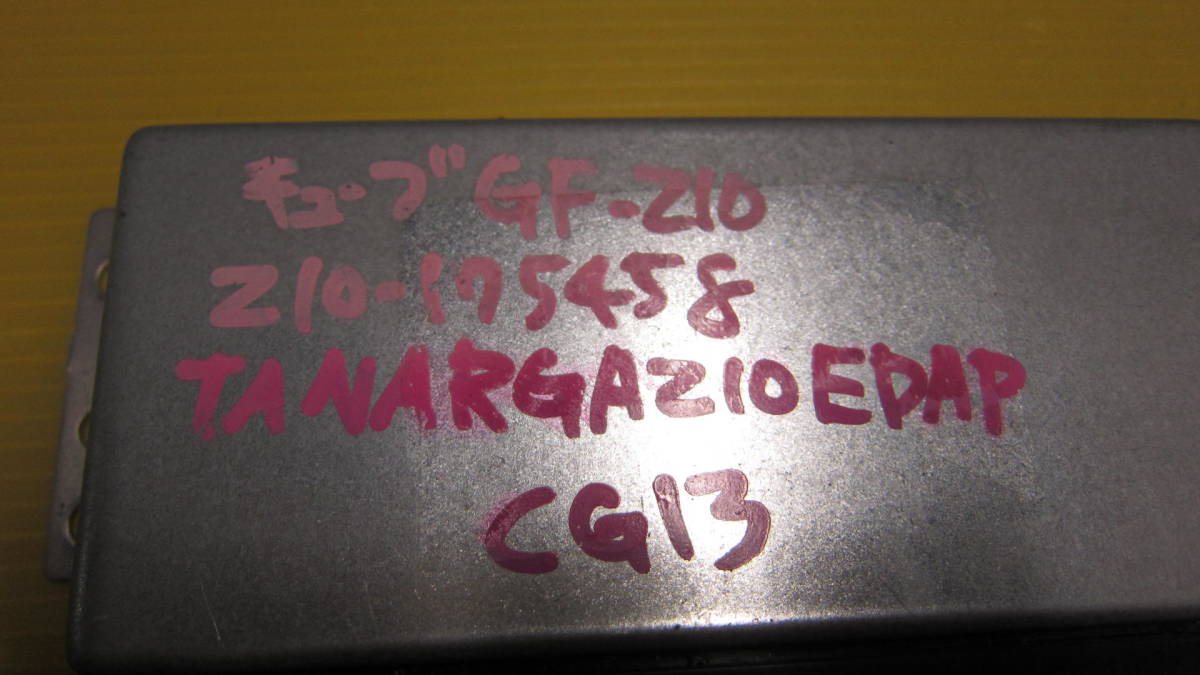 キューブ GF-Z10
Z10-175458
TANARGAZ10EDAP
CG13